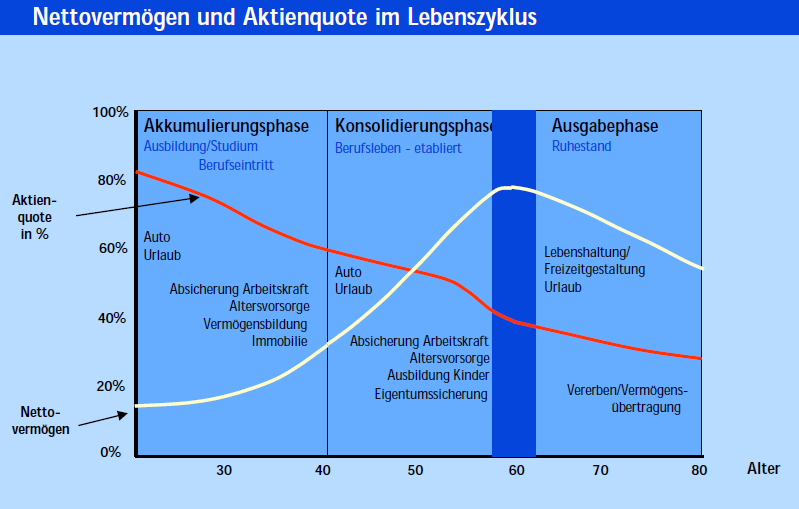 Nettovermögen und Aktienquote im Lebenszyklus
100%
80%
60%
40%
20%
0%
Aktien-
quote
in %
Netto-
vermögen
Akkumulierungsphase
Ausbildung/Studium
Berufseintritt
Auto
Urlaub
Absicherung Arbeitskraft
Altersvorsorge
Vermögensbildung
Immobilie
Konsolidierungsphase
Berufsleben - etabliert
Auto
Urlaub
Absicherung Arbeitskraft
Altersvorsorge
Ausbildung Kinder
Eigentumssicherung
Ausgabephase
Ruhestand
Lebenshaltung/
Freizeitgestaltung
Urlaub
Vererben/Vermögens-
übertragung
30
40
50
60
70
80
Alter